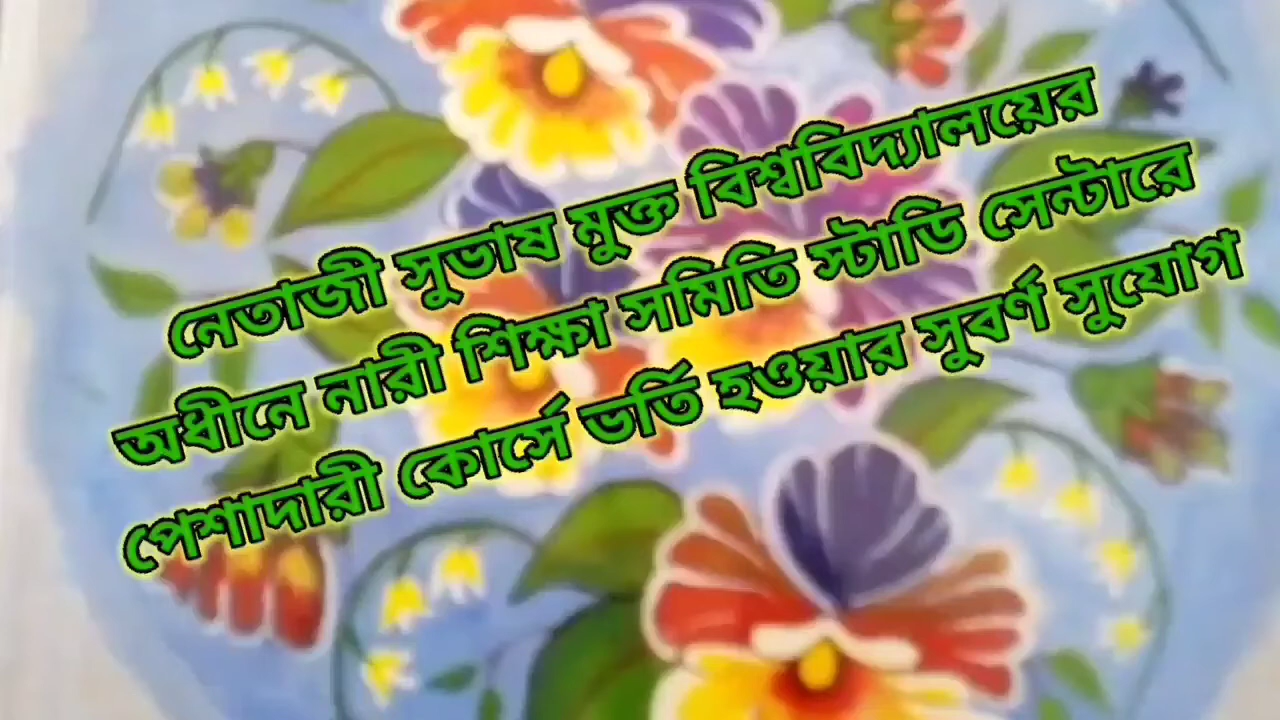 নেতাজী সুভাষ মুক্ত বিশ্ববিদ্যালয়ের
অধীনে নারী শিক্ষা সমিতি স্টাডি সেন্টারে
পেশাদারী কোর্সে ভর্তি হওয়ার সুবর্ণ সুযোগ